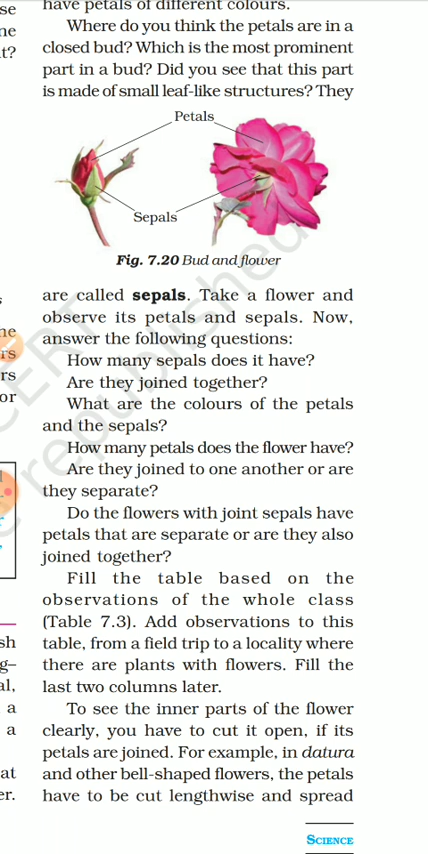 have petals of different colours.
Where do you think the petals are in a
closed bud? Which is the most prominent
part in a bud? Did you see that this part
is made of small leaf-like structures? They
Petals
Sepals
Fig. 7.20 Bud and flower
are called sepals. Take a flower and
observe its petals and sepals. Now,
answer the following questions:
How many sepals does it have?
Are they joined together?
What are the colours of the petals
and the sepals?
How many petals does the flower have?
Are they joined to one another or are
they separate?
Do the flowers with joint sepals have
petals that are separate or are they also
joined together?
Fill the table based on the
observations of the whole class
(Table 7.3). Add observations to this
table, from a field trip to a locality where
there are plants with flowers. Fill the
last two columns later.
To see the inner parts of the flower
clearly, you have to cut it open, if its
petals are joined. For example, in datura
and other bell-shaped flowers, the petals
have to be cut lengthwise and spread
SCIENCE